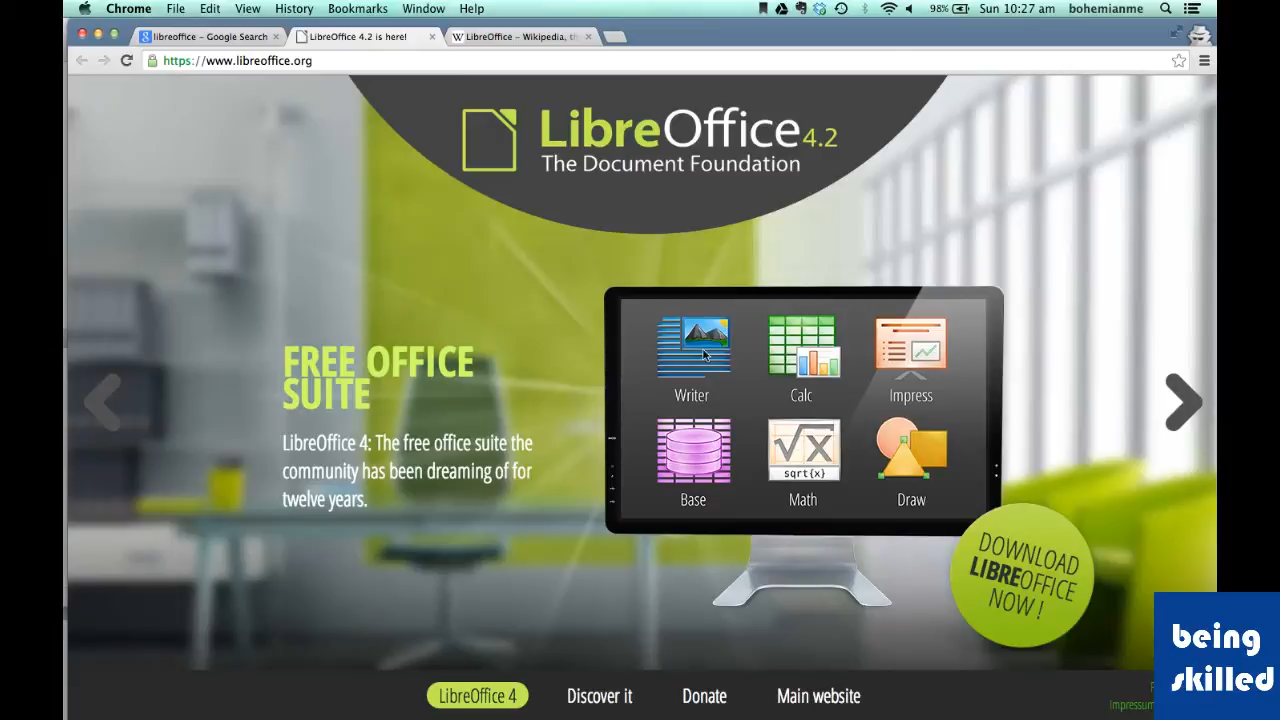 Chrome File Edit View History Bookmarks Window Help 98% Sun 10:27 am bohemianme
libreoffice – Google Search LibreOffice 4.2 is here! LibreOffice – Wikipedia, th
https://www.libreoffice.org
LibreOffice 4.2
The Document Foundation
FREE OFFICE
SUITE
LibreOffice 4: The free office suite the
community has been dreaming of for
twelve years.
Writer Calc Impress
sqrt{x}
Base Math Draw
DOWNLOAD
LIBREOFFICE
NOW !
being
skilled
LibreOffice 4 Discover it Donate Main website